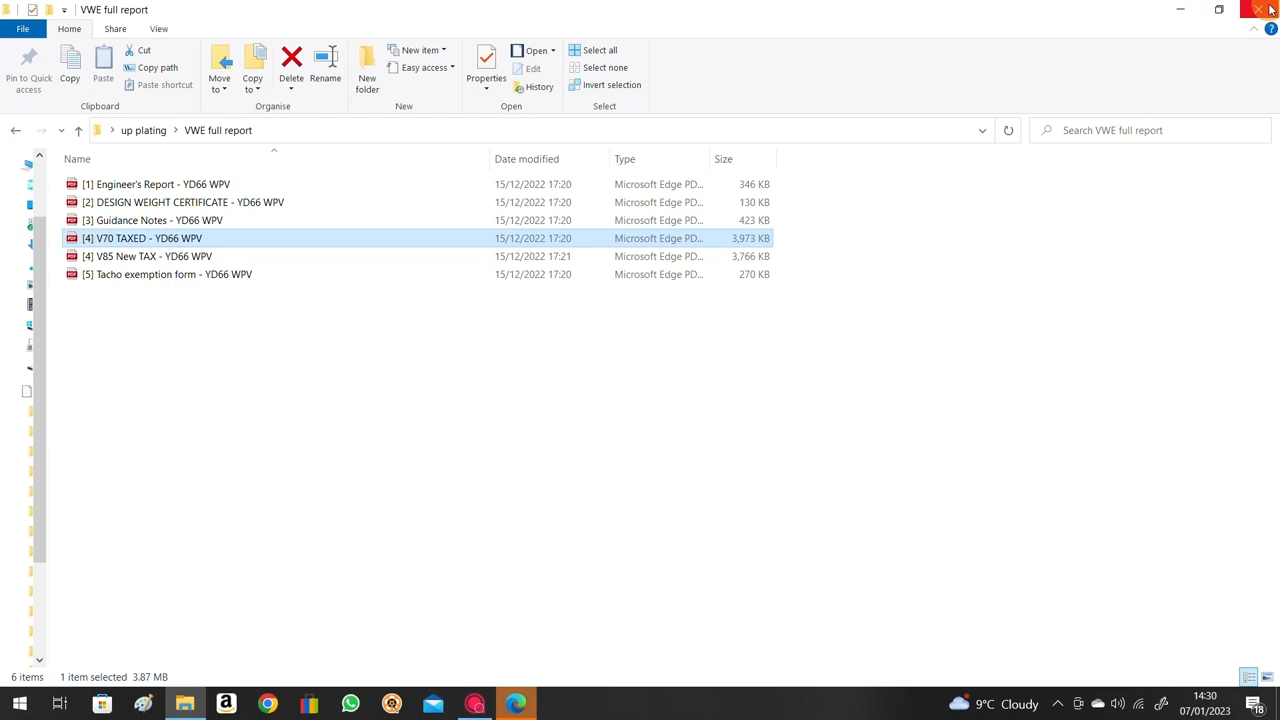 VWE full report
File Home Share View
Pin to Quick access
Copy
Paste
Cut
Copy path
Paste shortcut
Clipboard
Move to
Copy to
Delete
Rename
Organise
New folder
New item
Easy access
New
Properties
Open
Edit
History
Open
Select all
Select none
Invert selection
Select
up plating VWE full report
Search VWE full report
Name Date modified Type Size
[1] Engineer's Report - YD66 WPV 15/12/2022 17:20 Microsoft Edge PD... 346 KB
[2] DESIGN WEIGHT CERTIFICATE - YD66 WPV 15/12/2022 17:20 Microsoft Edge PD... 130 KB
[3] Guidance Notes - YD66 WPV 15/12/2022 17:20 Microsoft Edge PD... 423 KB
[4] V70 TAXED - YD66 WPV 15/12/2022 17:20 Microsoft Edge PD... 3,973 KB
[4] V85 New TAX - YD66 WPV 15/12/2022 17:21 Microsoft Edge PD... 3,766 KB
[5] Tacho exemption form - YD66 WPV 15/12/2022 17:20 Microsoft Edge PD... 270 KB
6 items 1 item selected 3.87 MB
9°C Cloudy
14:30
07/01/2023
18